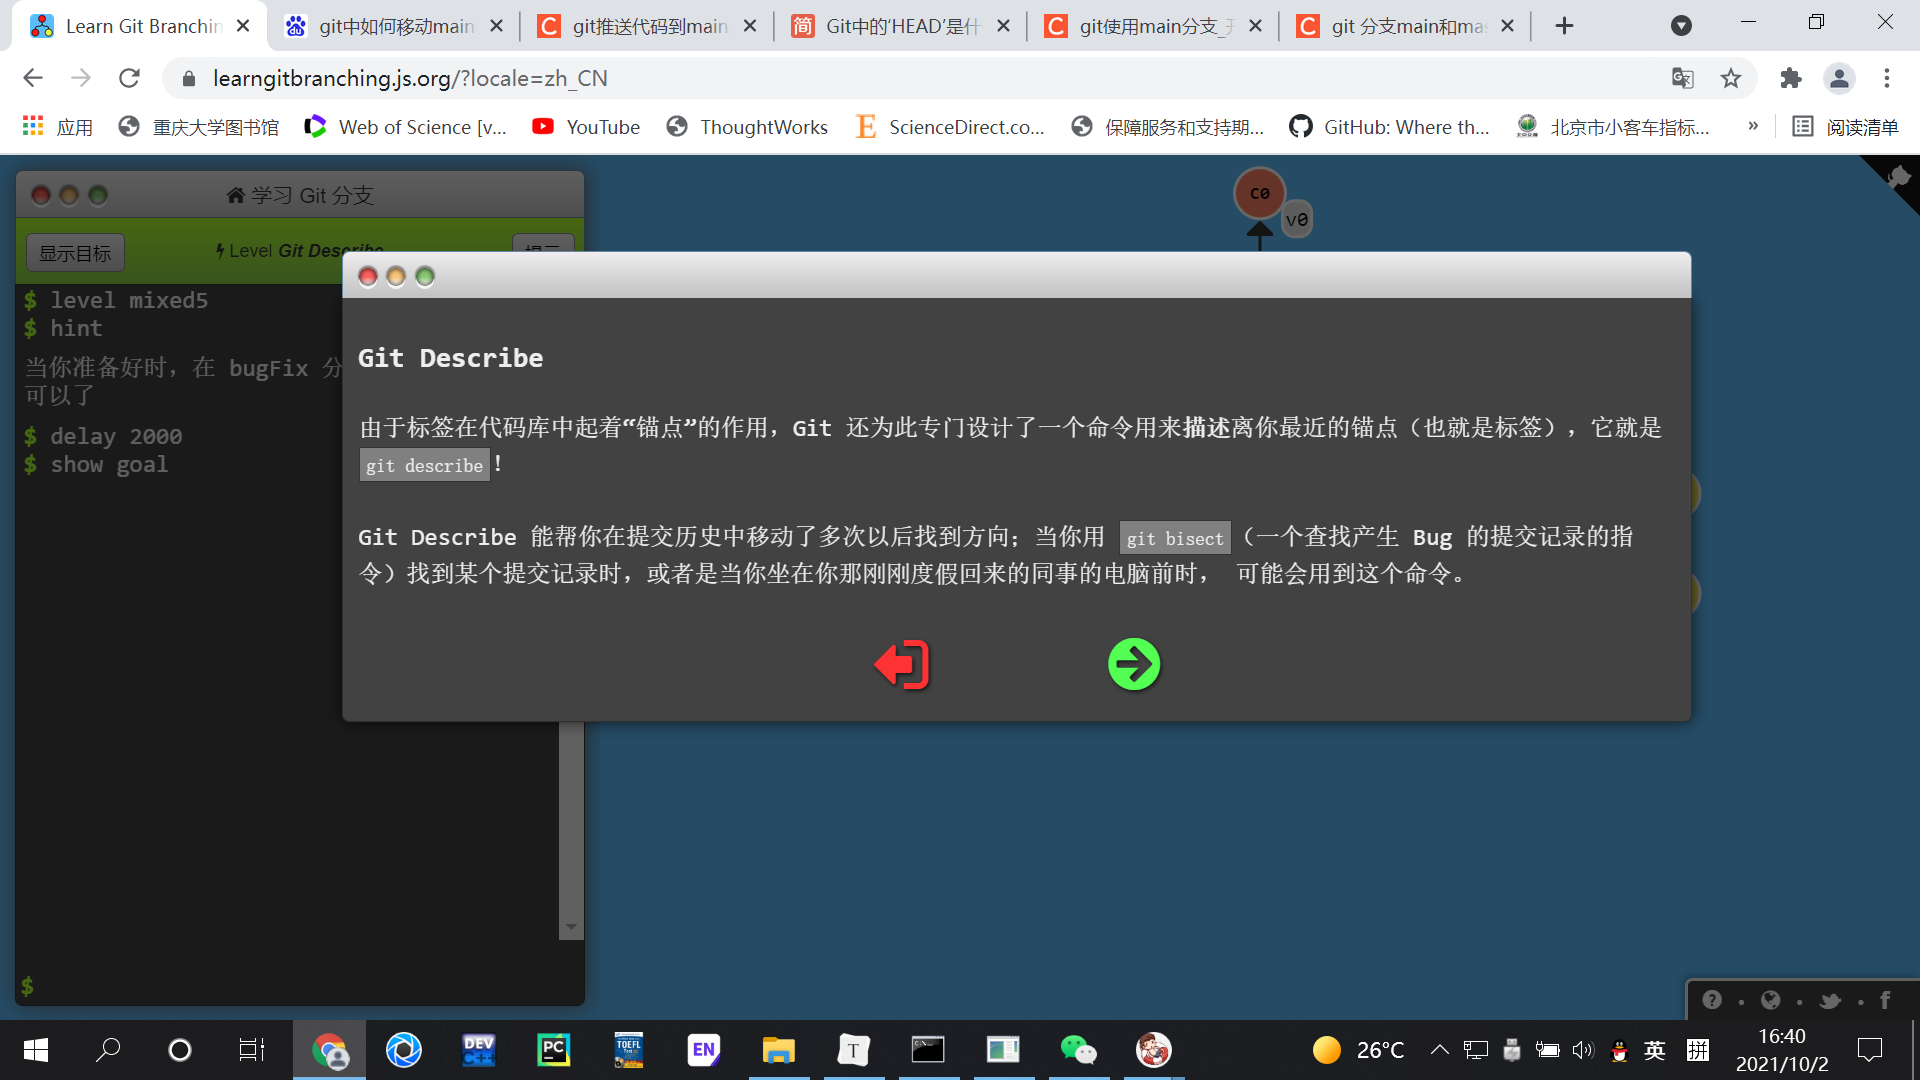 Learn Git Branchin
git中如何移动main
git推送代码到main
Git中的‘HEAD’是什
git使用main分支_开
git 分支main和mas
learngitbranching.js.org/?locale=zh_CN
应用
重庆大学图书馆
Web of Science [v...
YouTube
ThoughtWorks
ScienceDirect.co...
保障服务和支持期...
GitHub: Where th...
北京市小客车指标...
»
阅读清单
学习 Git 分支
显示目标
Level Git Describe
提示
$ level mixed5
$ hint
当你准备好时，在 bugFix 分
可以了
$ delay 2000
$ show goal
$
C0
v0
Git Describe
由于标签在代码库中起着“锚点”的作用，Git 还为此专门设计了一个命令用来描述离你最近的锚点（也就是标签），它就是
git describe！
Git Describe 能帮你在提交历史中移动了多次以后找到方向；当你用 git bisect（一个查找产生 Bug 的提交记录的指
令）找到某个提交记录时，或者是当你坐在你那刚刚度假回来的同事的电脑前时， 可能会用到这个命令。
DEV
C++
PC
TOEFL
EN
T
26°C
英
拼
16:40
2021/10/2